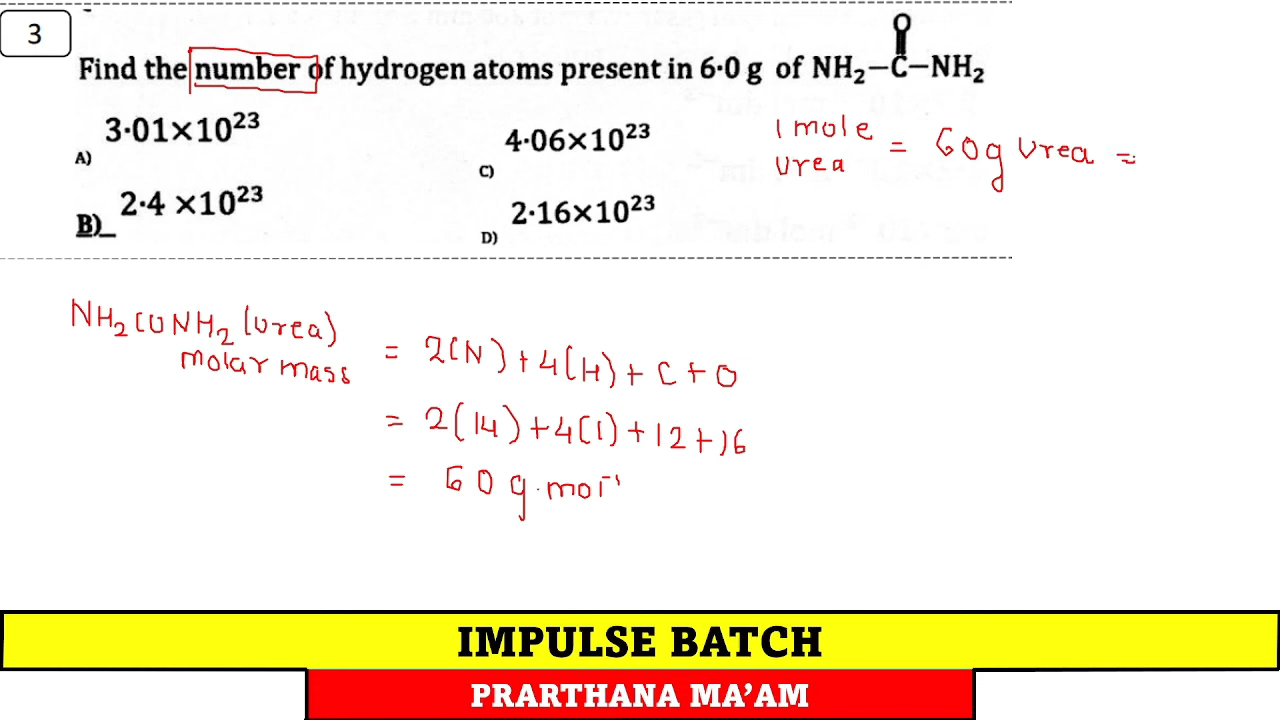 3
Find the number of hydrogen atoms present in 6·0 g of NH₂–C–NH₂
O
A) 3·01×10²³
C) 4·06×10²³
B) 2·4 ×10²³
D) 2·16×10²³
1 mole urea = 60g urea =
NH₂CONH₂ (urea) molar mass = 2(N) + 4(H) + C + O
= 2(14) + 4(1) + 12 + 16
= 60 g·mol⁻¹
IMPULSE BATCH
PRARTHANA MA'AM